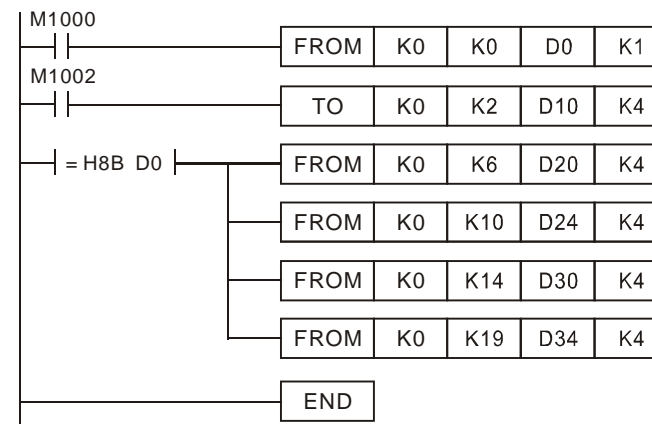 M1000
FROM K0 K0 D0 K1
M1002
TO K0 K2 D10 K4
= H8B D0 FROM K0 K6 D20 K4
FROM K0 K10 D24 K4
FROM K0 K14 D30 K4
FROM K0 K19 D34 K4
END